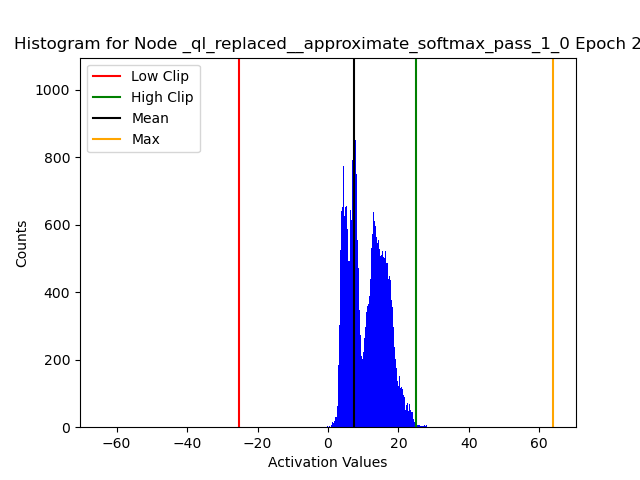 Histogram for Node _ql_replaced__approximate_softmax_pass_1_0 Epoch 2
Low Clip
High Clip
Mean
Max
1000
800
600
400
200
0
Counts
−60
−40
−20
0
20
40
60
Activation Values